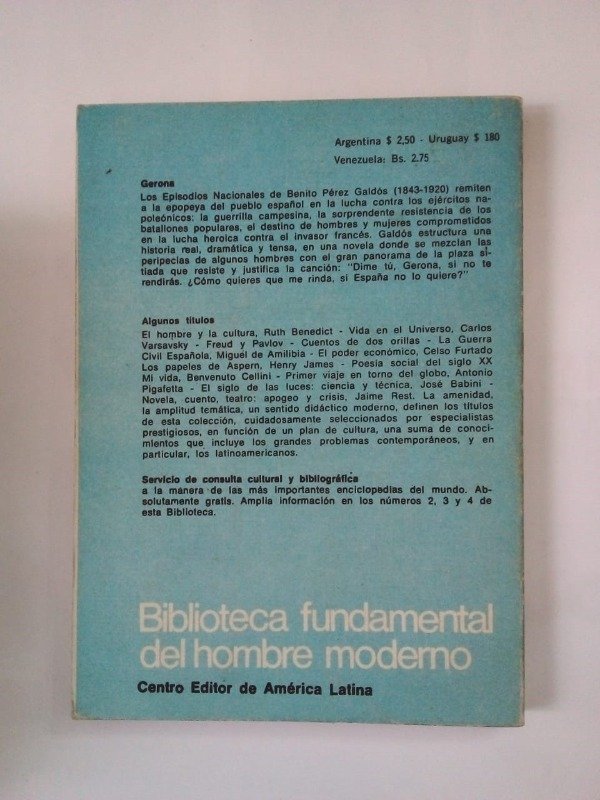 Argentina $ 2,50 - Uruguay $ 180
Venezuela: Bs. 2.75
Gerona
Los Episodios Nacionales de Benito Pérez Galdós (1843-1920) remiten
a la epopeya del pueblo español en la lucha contra los ejércitos na-
poleónicos: la guerrilla campesina, la sorprendente resistencia de los
batallones populares, el destino de hombres y mujeres comprometidos
en la lucha heroica contra el invasor francés. Galdós estructura una
historia real, dramática y tensa, en una novela donde se mezclan las
peripecias de algunos hombres con el gran panorama de la plaza si-
tiada que resiste y justifica la canción: "Dime tú, Gerona, si no te
rendirás. ¿Cómo quieres que me rinda, si España no lo quiere?"
Algunos títulos
El hombre y la cultura, Ruth Benedict - Vida en el Universo, Carlos
Varsavsky - Freud y Pavlov - Cuentos de dos orillas - La Guerra
Civil Española, Miguel de Amilibia - El poder económico, Celso Furtado
Los papeles de Aspern, Henry James - Poesía social del siglo XX
Mi vida, Benvenuto Cellini - Primer viaje en torno del globo, Antonio
Pigafetta - El siglo de las luces: ciencia y técnica, José Babini -
Novela, cuento, teatro: apogeo y crisis, Jaime Rest. La amenidad,
la amplitud temática, un sentido didáctico moderno, definen los títulos
de esta colección, cuidadosamente seleccionados por especialistas
prestigiosos, en función de un plan de cultura, una suma de conoci-
mientos que incluye los grandes problemas contemporáneos, y en
particular, los latinoamericanos.
Servicio de consulta cultural y bibliográfica
a la manera de las más importantes enciclopedias del mundo. Ab-
solutamente gratis. Amplia información en los números 2, 3 y 4 de
esta Biblioteca.
Biblioteca fundamental
del hombre moderno
Centro Editor de América Latina